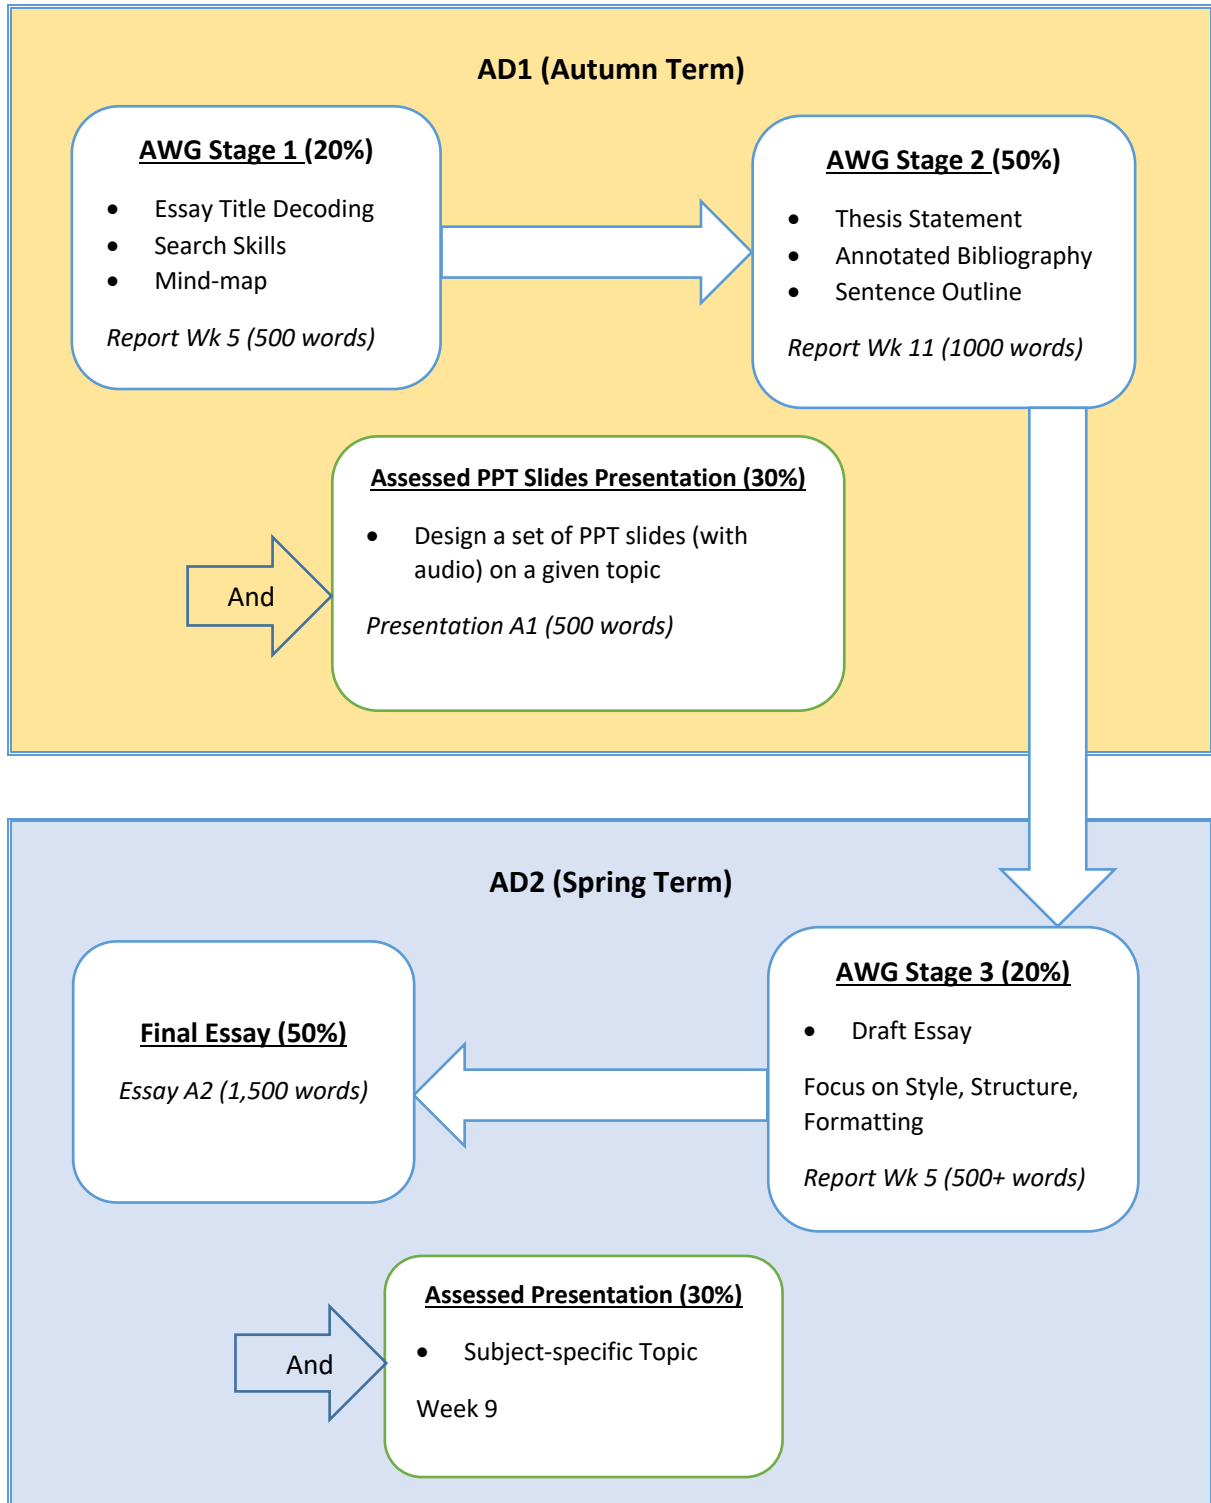 AD1 (Autumn Term)
AWG Stage 1 (20%)
• Essay Title Decoding
• Search Skills
• Mind-map
Report Wk 5 (500 words)
AWG Stage 2 (50%)
• Thesis Statement
• Annotated Bibliography
• Sentence Outline
Report Wk 11 (1000 words)
And
Assessed PPT Slides Presentation (30%)
• Design a set of PPT slides (with
audio) on a given topic
Presentation A1 (500 words)
AD2 (Spring Term)
AWG Stage 3 (20%)
• Draft Essay
Focus on Style, Structure,
Formatting
Report Wk 5 (500+ words)
Final Essay (50%)
Essay A2 (1,500 words)
And
Assessed Presentation (30%)
• Subject-specific Topic
Week 9